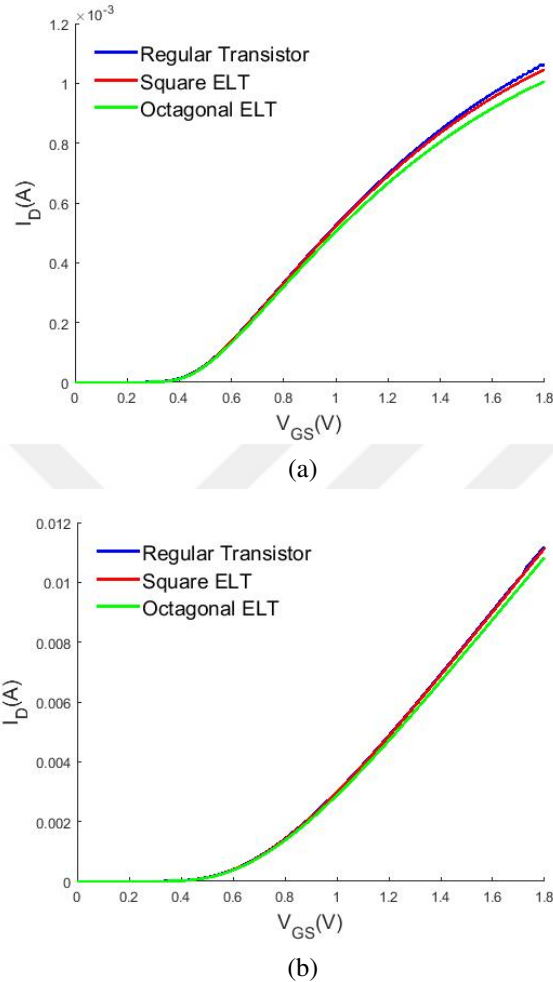 ×10⁻³
1.2
1
0.8
0.6
0.4
0.2
0
Regular Transistor
Square ELT
Octagonal ELT
I_D(A)
0 0.2 0.4 0.6 0.8 1 1.2 1.4 1.6 1.8
V_GS(V)
(a)
0.012
0.01
0.008
0.006
0.004
0.002
0
Regular Transistor
Square ELT
Octagonal ELT
I_D(A)
0 0.2 0.4 0.6 0.8 1 1.2 1.4 1.6 1.8
V_GS(V)
(b)